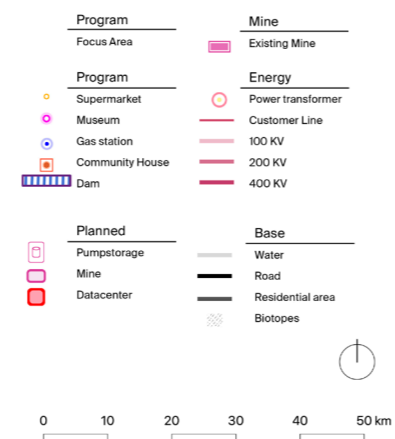 Program
Focus Area
Mine
Existing Mine
Program
Supermarket
Museum
Gas station
Community House
Dam
Energy
Power transformer
Customer Line
100 KV
200 KV
400 KV
Planned
Pumpstorage
Mine
Datacenter
Base
Water
Road
Residential area
Biotopes
0 10 20 30 40 50 km